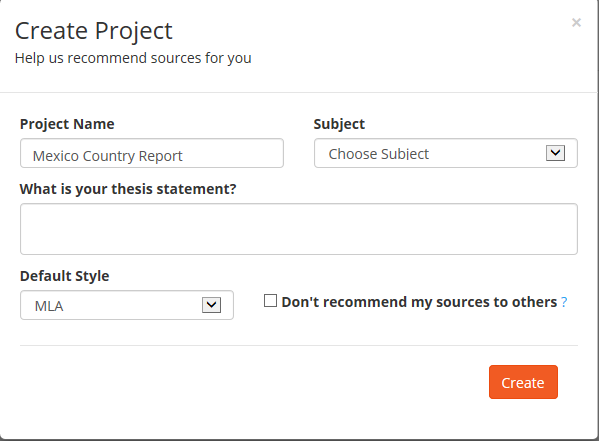 Create Project
×
Help us recommend sources for you
Project Name
Subject
Mexico Country Report
Choose Subject
What is your thesis statement?
Default Style
MLA
Don't recommend my sources to others ?
Create